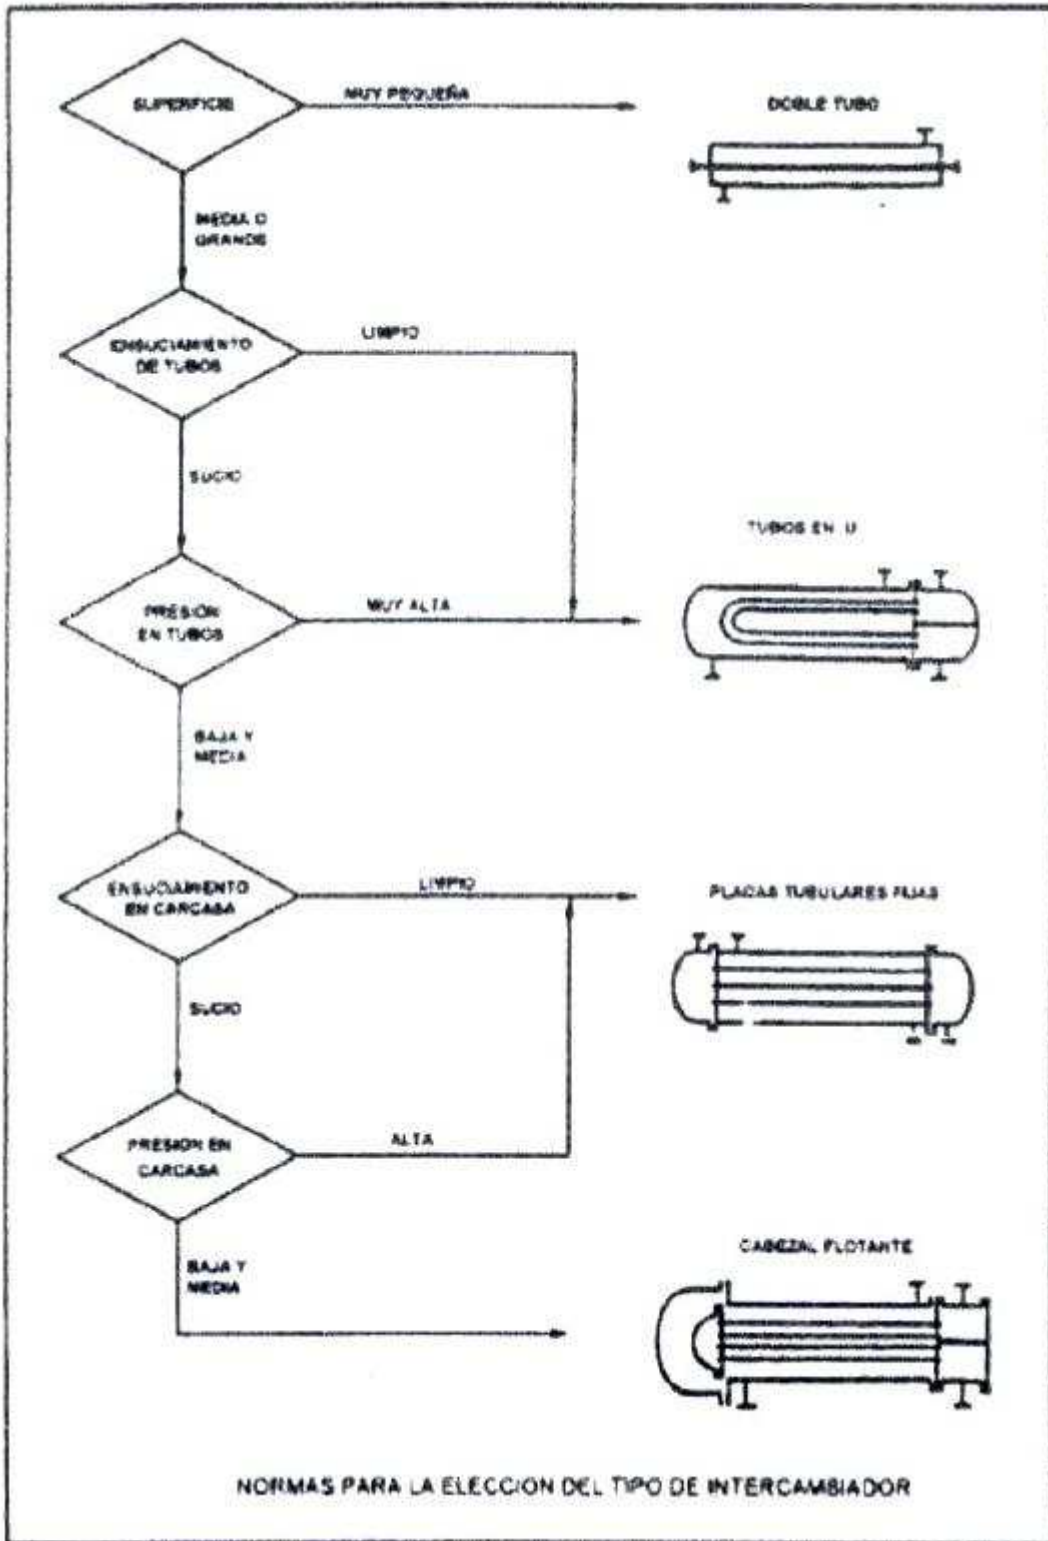 SUPERFICIE
MUY PEQUEÑA
DOBLE TUBO
MEDIA O
GRANDE
ENSUCIAMIENTO
DE TUBOS
LIMPIO
SUCIO
TUBOS EN U
PRESIÓN
EN TUBOS
MUY ALTA
BAJA Y
MEDIA
ENSUCIAMIENTO
EN CARCASA
LIMPIO
PLACAS TUBULARES FIJAS
SUCIO
PRESION EN
CARCASA
ALTA
BAJA Y
MEDIA
CABEZAL FLOTANTE
NORMAS PARA LA ELECCION DEL TIPO DE INTERCAMBIADOR